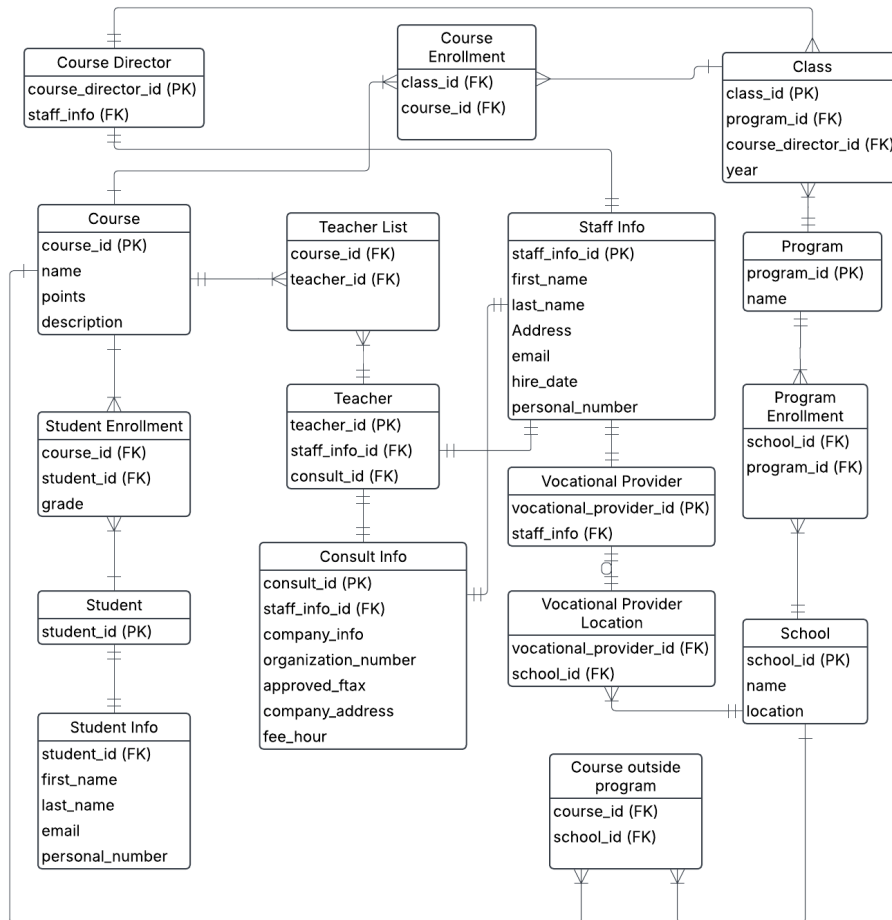 Course Director
course_director_id (PK)
staff_info (FK)
Course
Enrollment
class_id (FK)
course_id (FK)
Class
class_id (PK)
program_id (FK)
course_director_id (FK)
year
Course
course_id (PK)
name
points
description
Teacher List
course_id (FK)
teacher_id (FK)
Staff Info
staff_info_id (PK)
first_name
last_name
Address
email
hire_date
personal_number
Program
program_id (PK)
name
Teacher
teacher_id (PK)
staff_info_id (FK)
consult_id (FK)
Program
Enrollment
school_id (FK)
program_id (FK)
Student Enrollment
course_id (FK)
student_id (FK)
grade
Vocational Provider
vocational_provider_id (PK)
staff_info (FK)
Consult Info
consult_id (PK)
staff_info_id (FK)
company_info
organization_number
approved_ftax
company_address
fee_hour
Student
student_id (PK)
Vocational Provider
Location
vocational_provider_id (FK)
school_id (FK)
School
school_id (PK)
name
location
Student Info
student_id (FK)
first_name
last_name
email
personal_number
Course outside
program
course_id (FK)
school_id (FK)